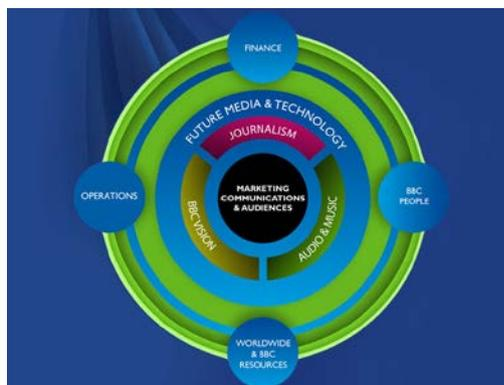 FINANCE
FUTURE MEDIA & TECHNOLOGY
JOURNALISM
OPERATIONS
MARKETING
COMMUNICATIONS
& AUDIENCES
BBC
PEOPLE
BBC VISION
AUDIO & MUSIC
WORLDWIDE
& BBC
RESOURCES